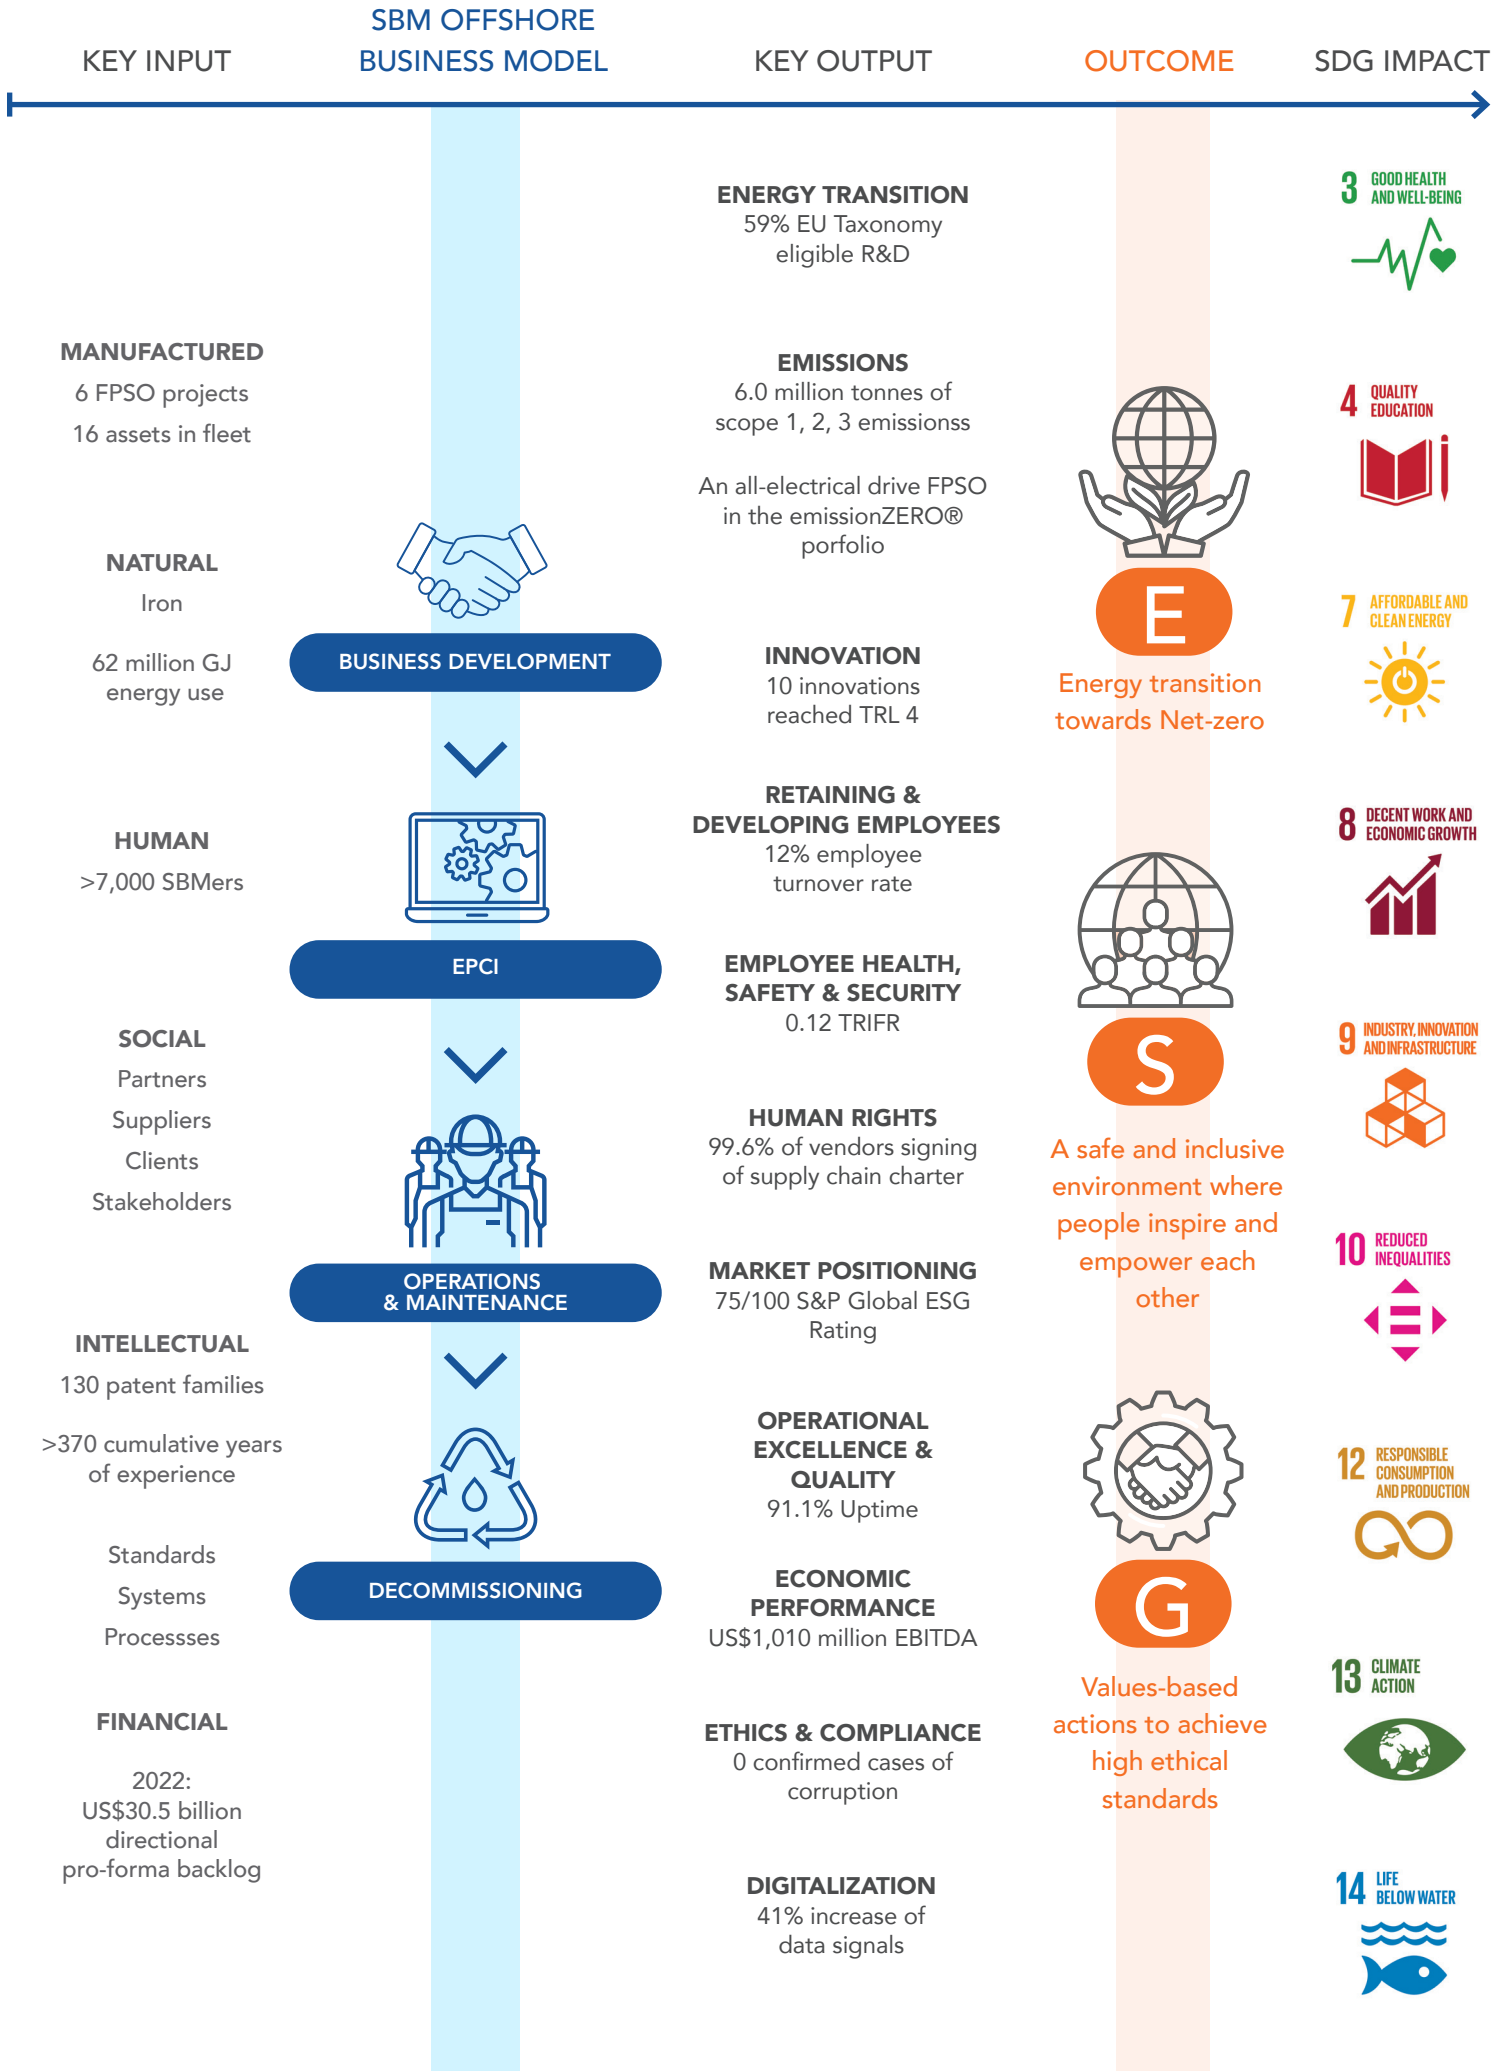 KEY INPUT
SBM OFFSHORE
BUSINESS MODEL
KEY OUTPUT
OUTCOME
SDG IMPACT
MANUFACTURED
6 FPSO projects
16 assets in fleet
NATURAL
Iron
62 million GJ
energy use
HUMAN
>7,000 SBMers
SOCIAL
Partners
Suppliers
Clients
Stakeholders
INTELLECTUAL
130 patent families
>370 cumulative years
of experience
Standards
Systems
Processses
FINANCIAL
2022:
US$30.5 billion
directional
pro-forma backlog
BUSINESS DEVELOPMENT
EPCI
OPERATIONS
& MAINTENANCE
DECOMMISSIONING
ENERGY TRANSITION
59% EU Taxonomy
eligible R&D
EMISSIONS
6.0 million tonnes of
scope 1, 2, 3 emissionss
An all-electrical drive FPSO
in the emissionZERO®
porfolio
INNOVATION
10 innovations
reached TRL 4
RETAINING &
DEVELOPING EMPLOYEES
12% employee
turnover rate
EMPLOYEE HEALTH,
SAFETY & SECURITY
0.12 TRIFR
HUMAN RIGHTS
99.6% of vendors signing
of supply chain charter
MARKET POSITIONING
75/100 S&P Global ESG
Rating
OPERATIONAL
EXCELLENCE &
QUALITY
91.1% Uptime
ECONOMIC
PERFORMANCE
US$1,010 million EBITDA
ETHICS & COMPLIANCE
0 confirmed cases of
corruption
DIGITALIZATION
41% increase of
data signals
E
Energy transition
towards Net-zero
S
A safe and inclusive
environment where
people inspire and
empower each
other
G
Values-based
actions to achieve
high ethical
standards
3 GOOD HEALTH
AND WELL-BEING
4 QUALITY
EDUCATION
7 AFFORDABLE AND
CLEAN ENERGY
8 DECENT WORK AND
ECONOMIC GROWTH
9 INDUSTRY, INNOVATION
AND INFRASTRUCTURE
10 REDUCED
INEQUALITIES
12 RESPONSIBLE
CONSUMPTION
AND PRODUCTION
13 CLIMATE
ACTION
14 LIFE
BELOW WATER